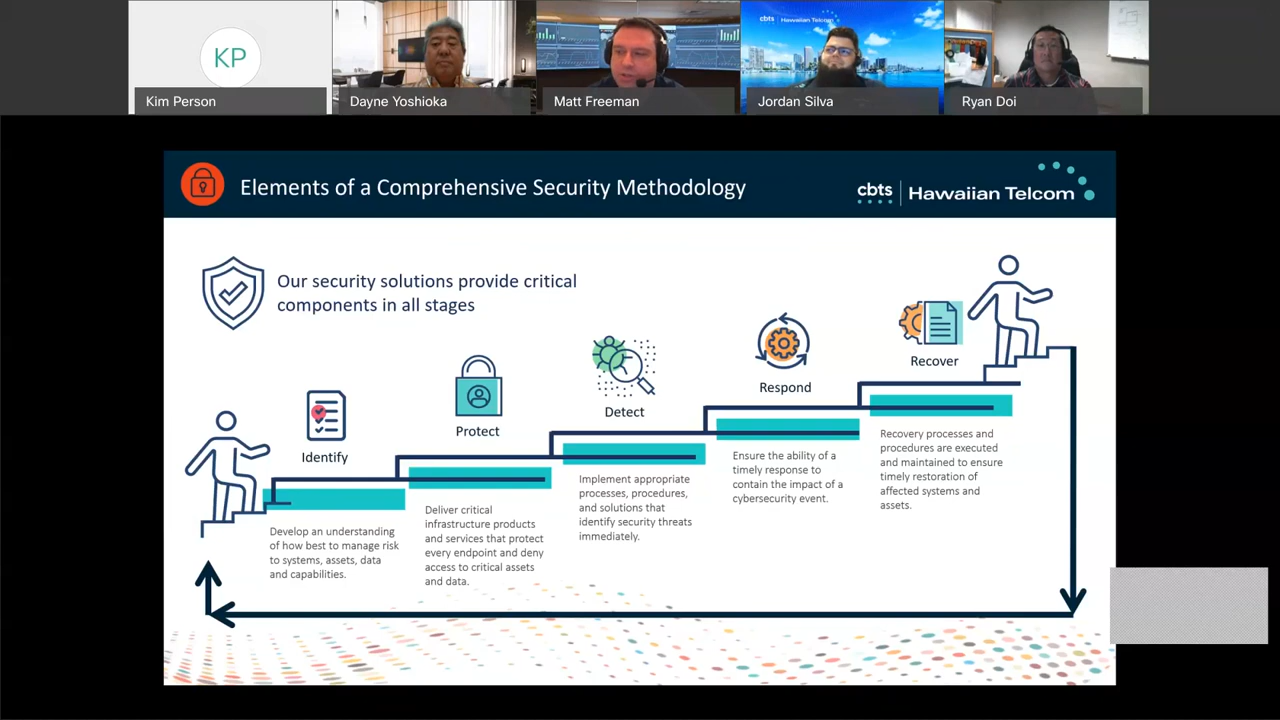 KP
Kim Person
Dayne Yoshioka
Matt Freeman
cbts Hawaiian Telcom
Jordan Silva
Ryan Doi
Elements of a Comprehensive Security Methodology
cbts | Hawaiian Telcom
Our security solutions provide critical
components in all stages
Identify
Develop an understanding
of how best to manage risk
to systems, assets, data
and capabilities.
Protect
Deliver critical
infrastructure products
and services that protect
every endpoint and deny
access to critical assets
and data.
Detect
Implement appropriate
processes, procedures,
and solutions that
identify security threats
immediately.
Respond
Ensure the ability of a
timely response to
contain the impact of a
cybersecurity event.
Recover
Recovery processes and
procedures are executed
and maintained to ensure
timely restoration of
affected systems and
assets.